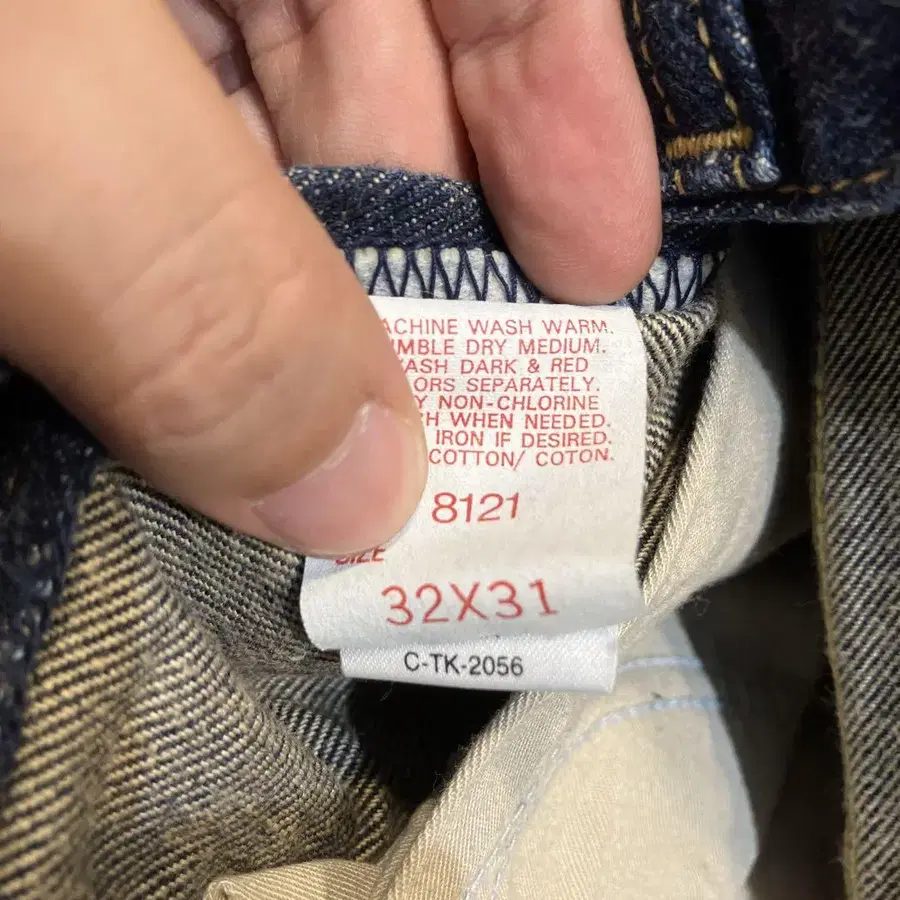 ACHINE WASH WARM.
MBLE DRY MEDIUM.
ASH DARK & RED
ORS SEPARATELY.
Y NON-CHLORINE
H WHEN NEEDED.
IRON IF DESIRED.
COTTON/ COTON.
8121
SIZE
32X31
C-TK-2056